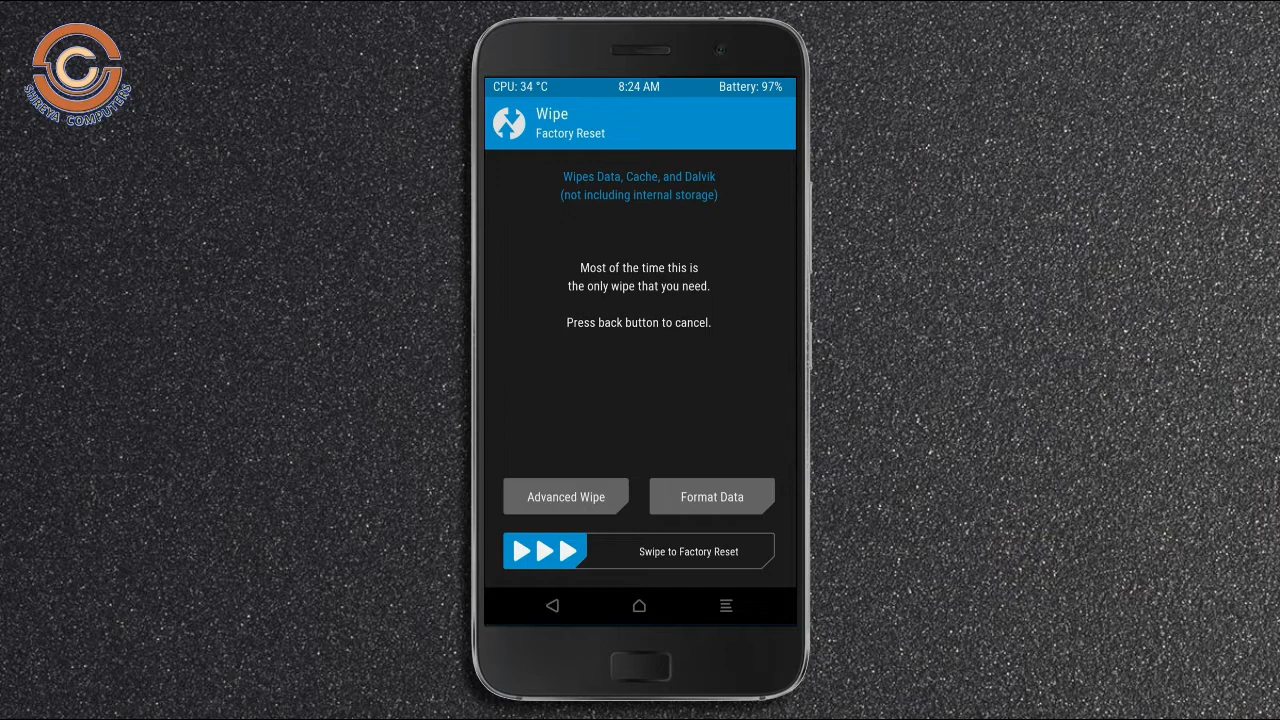 C
SHREYA COMPUTERS
CPU: 34 °C
8:24 AM
Battery: 97%
Wipe
Factory Reset
Wipes Data, Cache, and Dalvik
(not including internal storage)
Most of the time this is
the only wipe that you need.
Press back button to cancel.
Advanced Wipe
Format Data
Swipe to Factory Reset